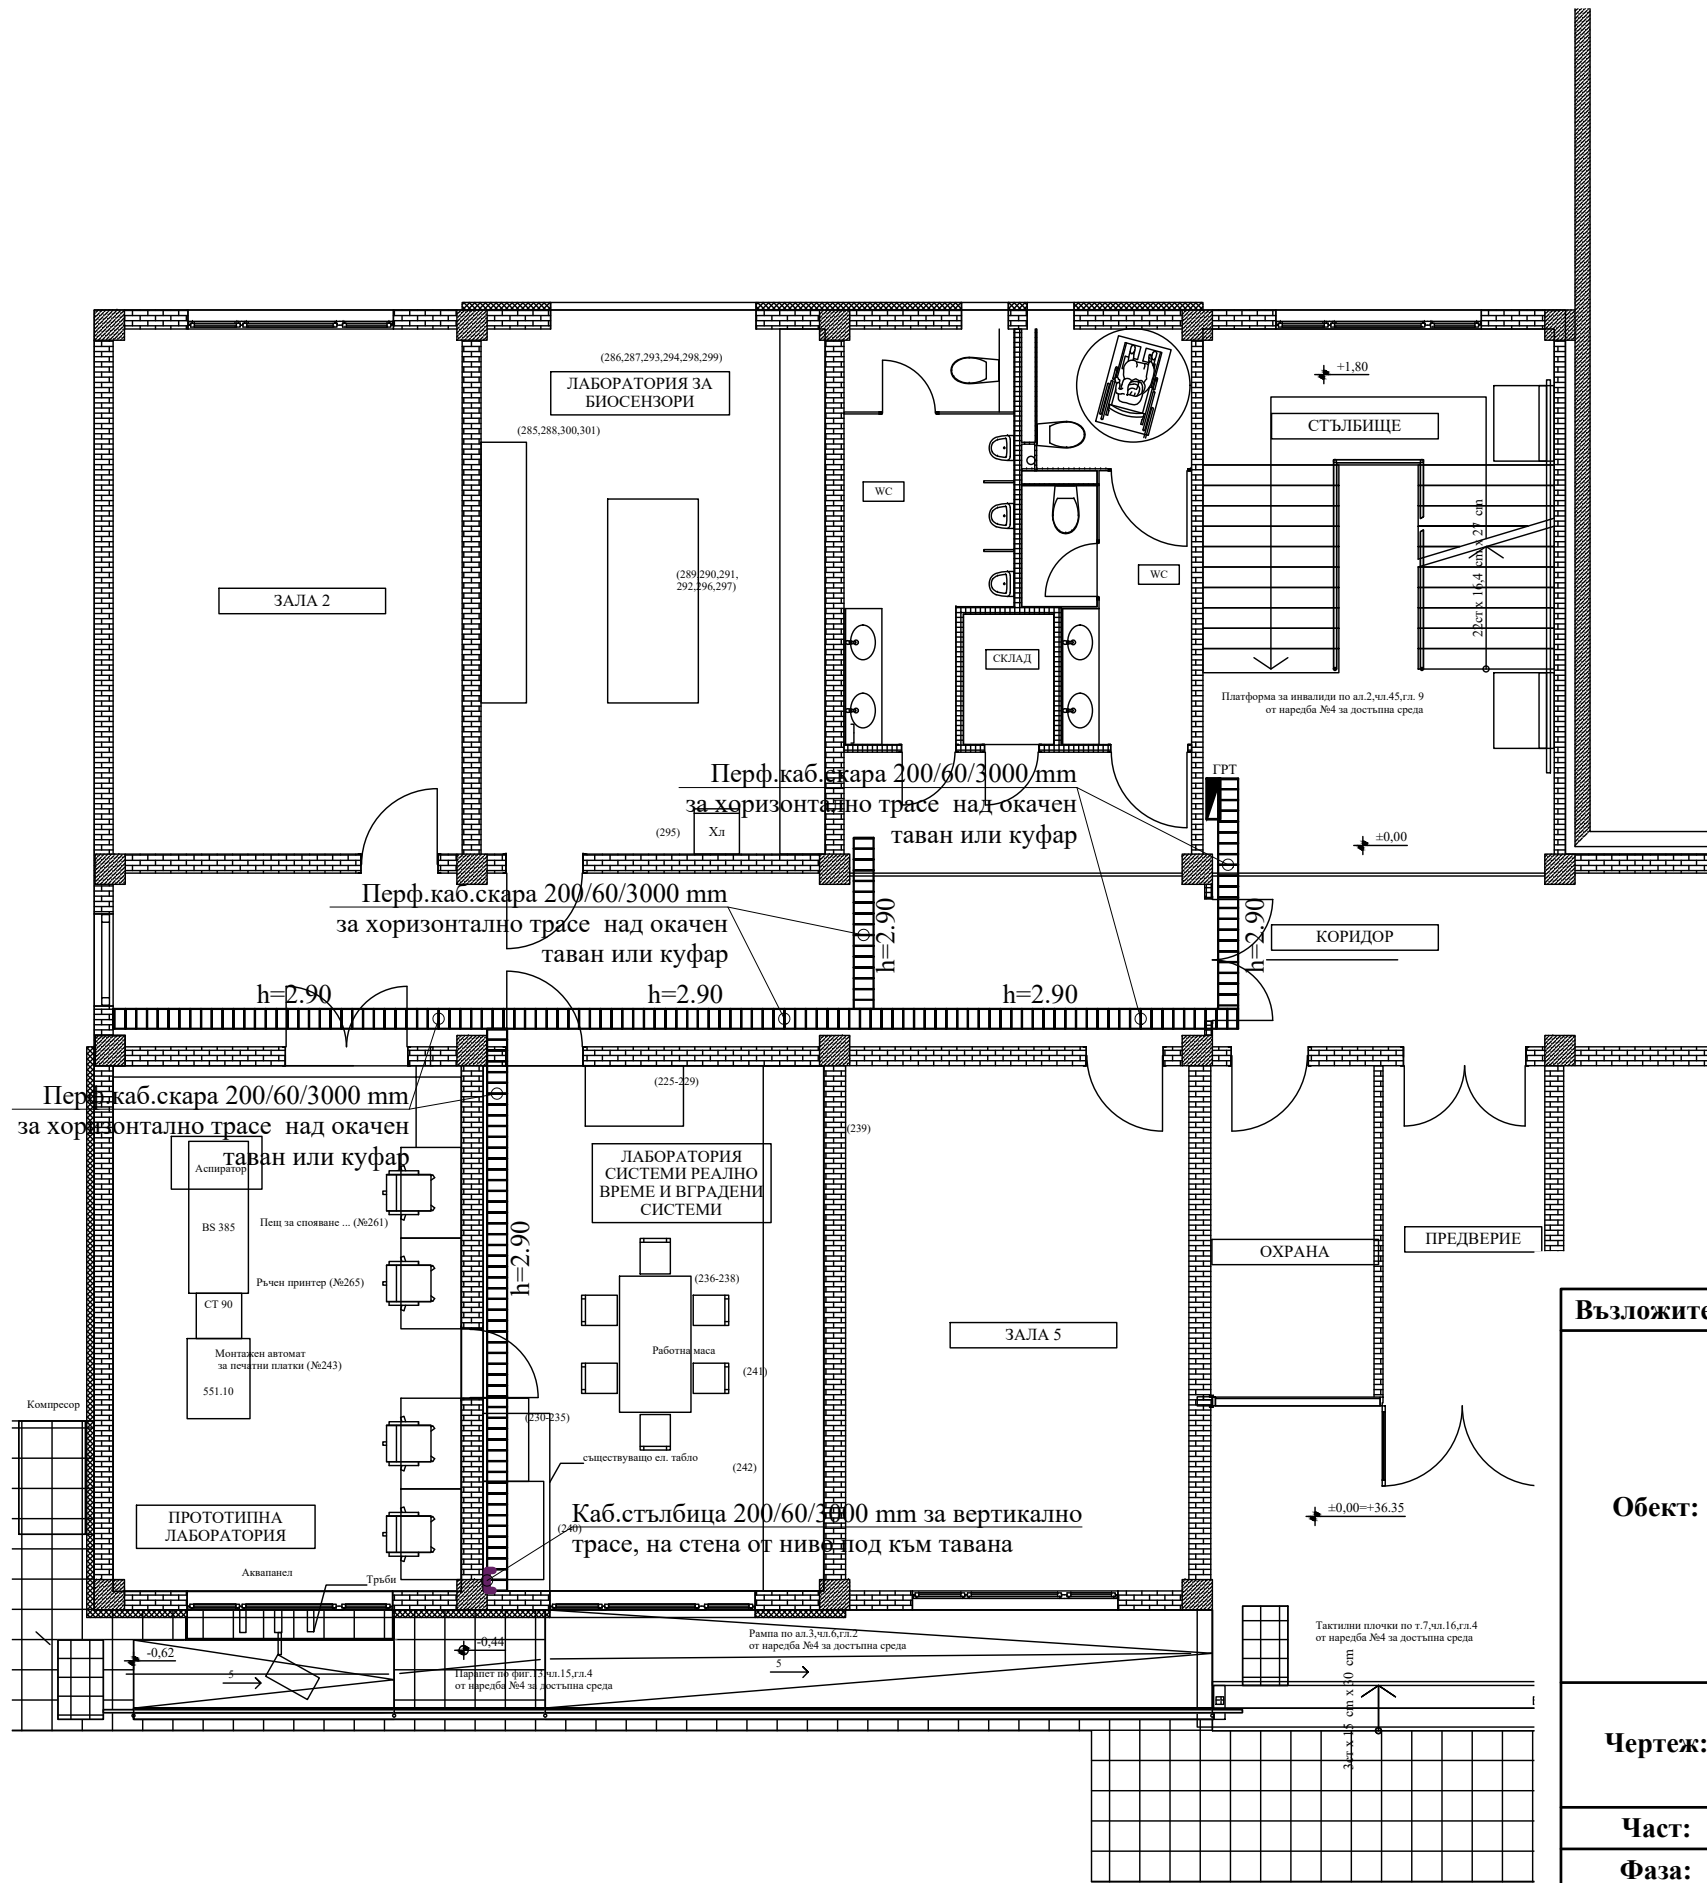 (286,287,293,294,298,299)
ЛАБОРАТОРИЯ ЗА
БИОСЕНЗОРИ
(285,288,300,301)
+1,80
СТЪЛБИЩЕ
WC
WC
22ст x 16,4 cm x 27 cm
(289,290,291,
292,296,297)
ЗАЛА 2
СКЛАД
Платформа за инвалиди по ал.2,чл.45,гл. 9
от наредба №4 за достъпна среда
ГРТ
Перф.каб.скара 200/60/3000 mm
за хоризонтално трасе над окачен
таван или куфар
(295)
Хл
±0,00
Перф.каб.скара 200/60/3000 mm
за хоризонтално трасе над окачен
таван или куфар
h=2.90
h=2.90
КОРИДОР
h=2.90
h=2.90
h=2.90
Перф.каб.скара 200/60/3000 mm
за хоризонтално трасе над окачен
таван или куфар
(225-229)
(239)
ЛАБОРАТОРИЯ
СИСТЕМИ РЕАЛНО
ВРЕМЕ И ВГРАДЕНИ
СИСТЕМИ
Аспиратор
BS 385
Пещ за спояване ... (№261)
h=2.90
ОХРАНА
ПРЕДВЕРИЕ
Ръчен принтер (№265)
(236-238)
CT 90
Възложите
ЗАЛА 5
Монтажен автомат
за печатни платки (№243)
Работна маса
(241)
551.10
Компресор
(230-235)
съществуващо ел. табло
(242)
Каб.стълбица 200/60/3000 mm за вертикално
трасе, на стена от ниво под към тавана
(240)
±0,00=+36.35
Обект:
ПРОТОТИПНА
ЛАБОРАТОРИЯ
Аквапанел
Тръби
-0,62
-0,44
5
Парапет по фиг.13,чл.15,гл.4
от наредба №4 за достъпна среда
Рампа по ал.3,чл.6,гл.2
от наредба №4 за достъпна среда
5
Тактилни плочки по т.7,чл.16,гл.4
от наредба №4 за достъпна среда
3ст x 15 cm x 30 cm
Чертеж:
Част:
Фаза: